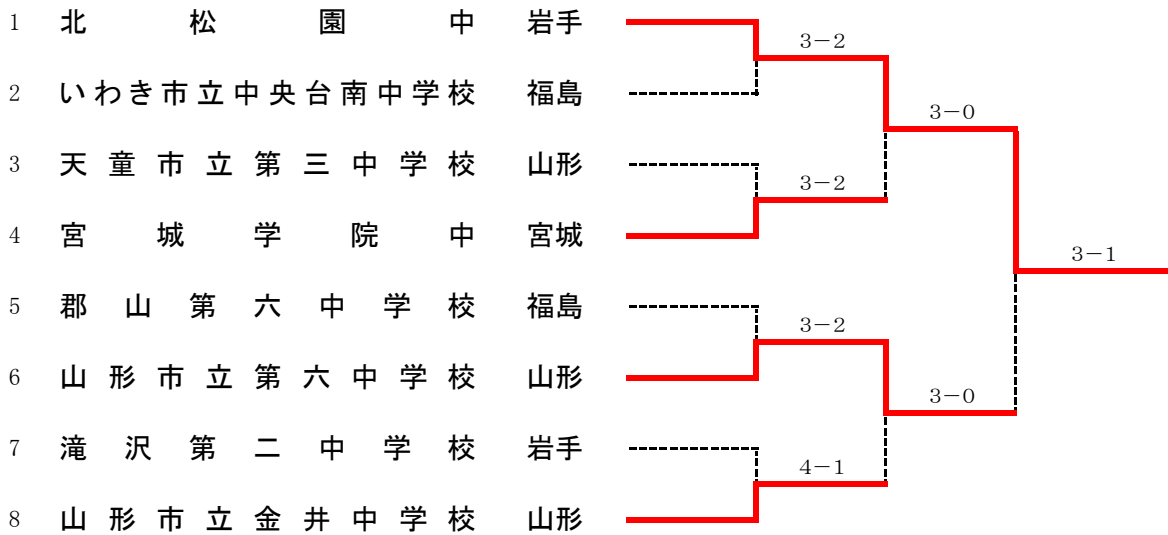 1 北松園中 岩手
3－2
2 いわき市立中央台南中学校 福島
3－0
3 天童市立第三中学校 山形
3－2
4 宮城学院中 宮城
3－1
5 郡山第六中学校 福島
3－2
6 山形市立第六中学校 山形
3－0
7 滝沢第二中学校 岩手
4－1
8 山形市立金井中学校 山形